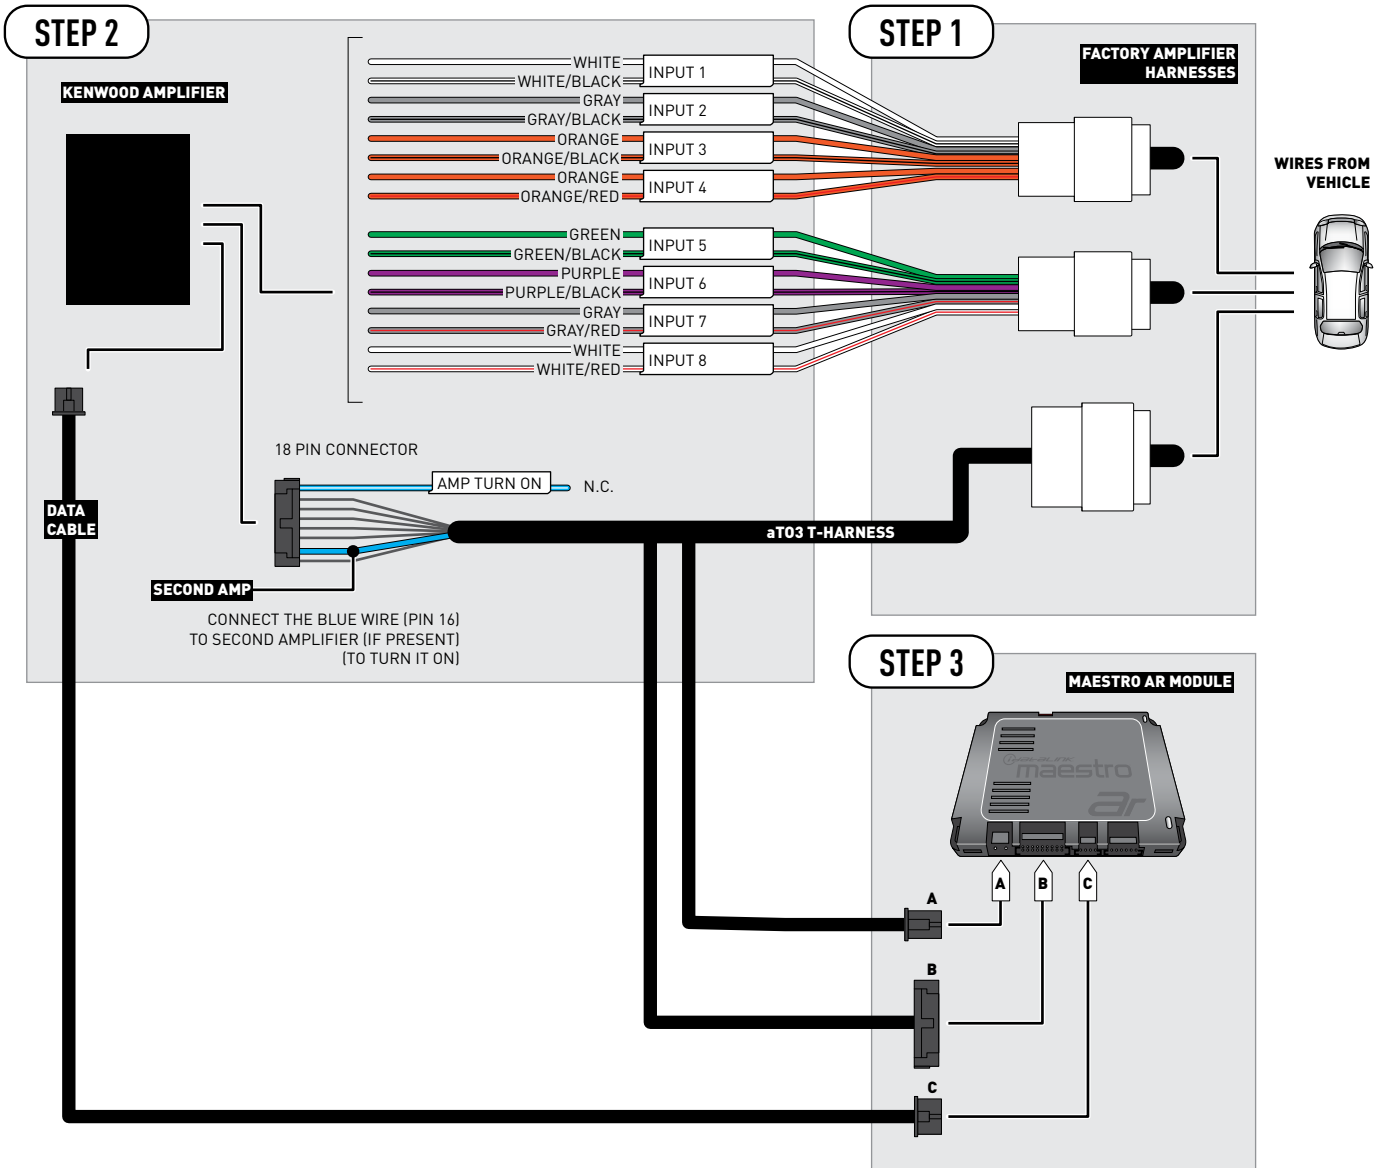 STEP 2
STEP 1
KENWOOD AMPLIFIER
FACTORY AMPLIFIER
HARNESSES
WHITE
WHITE/BLACK
INPUT 1
GRAY
GRAY/BLACK
INPUT 2
ORANGE
ORANGE/BLACK
INPUT 3
ORANGE
ORANGE/RED
INPUT 4
GREEN
GREEN/BLACK
INPUT 5
PURPLE
PURPLE/BLACK
INPUT 6
GRAY
GRAY/RED
INPUT 7
WHITE
WHITE/RED
INPUT 8
WIRES FROM
VEHICLE
18 PIN CONNECTOR
AMP TURN ON
N.C.
DATA
CABLE
aTO3 T-HARNESS
SECOND AMP
CONNECT THE BLUE WIRE (PIN 16)
TO SECOND AMPLIFIER (IF PRESENT)
(TO TURN IT ON)
STEP 3
MAESTRO AR MODULE
maestro
ar
A
B
C
A
B
C